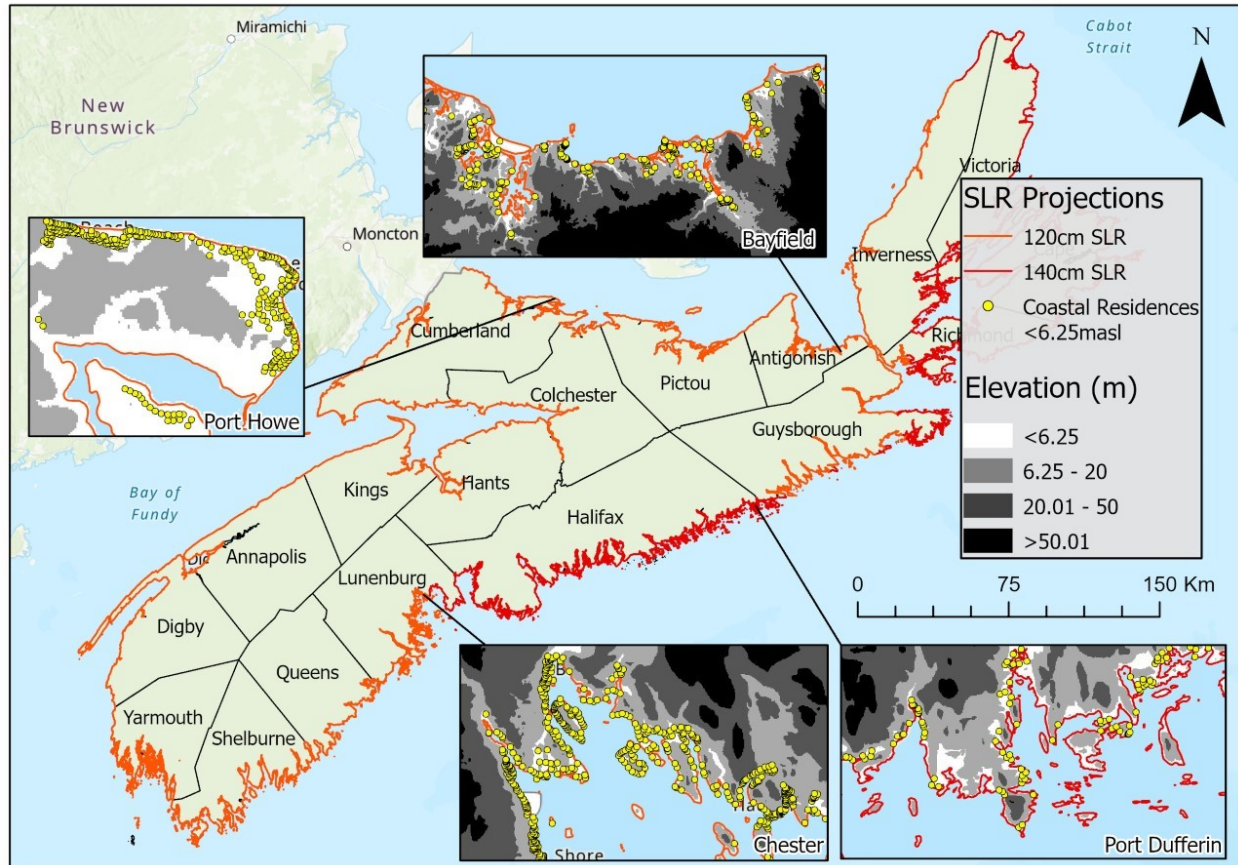 Miramichi
Cabot
Strait
N
New
Brunswick
Moncton
Bayfield
Port Howe
Victoria
SLR Projections
120cm SLR
140cm SLR
Coastal Residences
<6.25masl
Elevation (m)
<6.25
6.25 - 20
20.01 - 50
>50.01
Inverness
Richmond
Cumberland
Antigonish
Pictou
Colchester
Guysborough
Kings
Hants
Halifax
Bay of
Fundy
Annapolis
Lunenburg
Digby
Queens
Yarmouth
Shelburne
0 75 150 Km
B
Shore
Chester
Port Dufferin